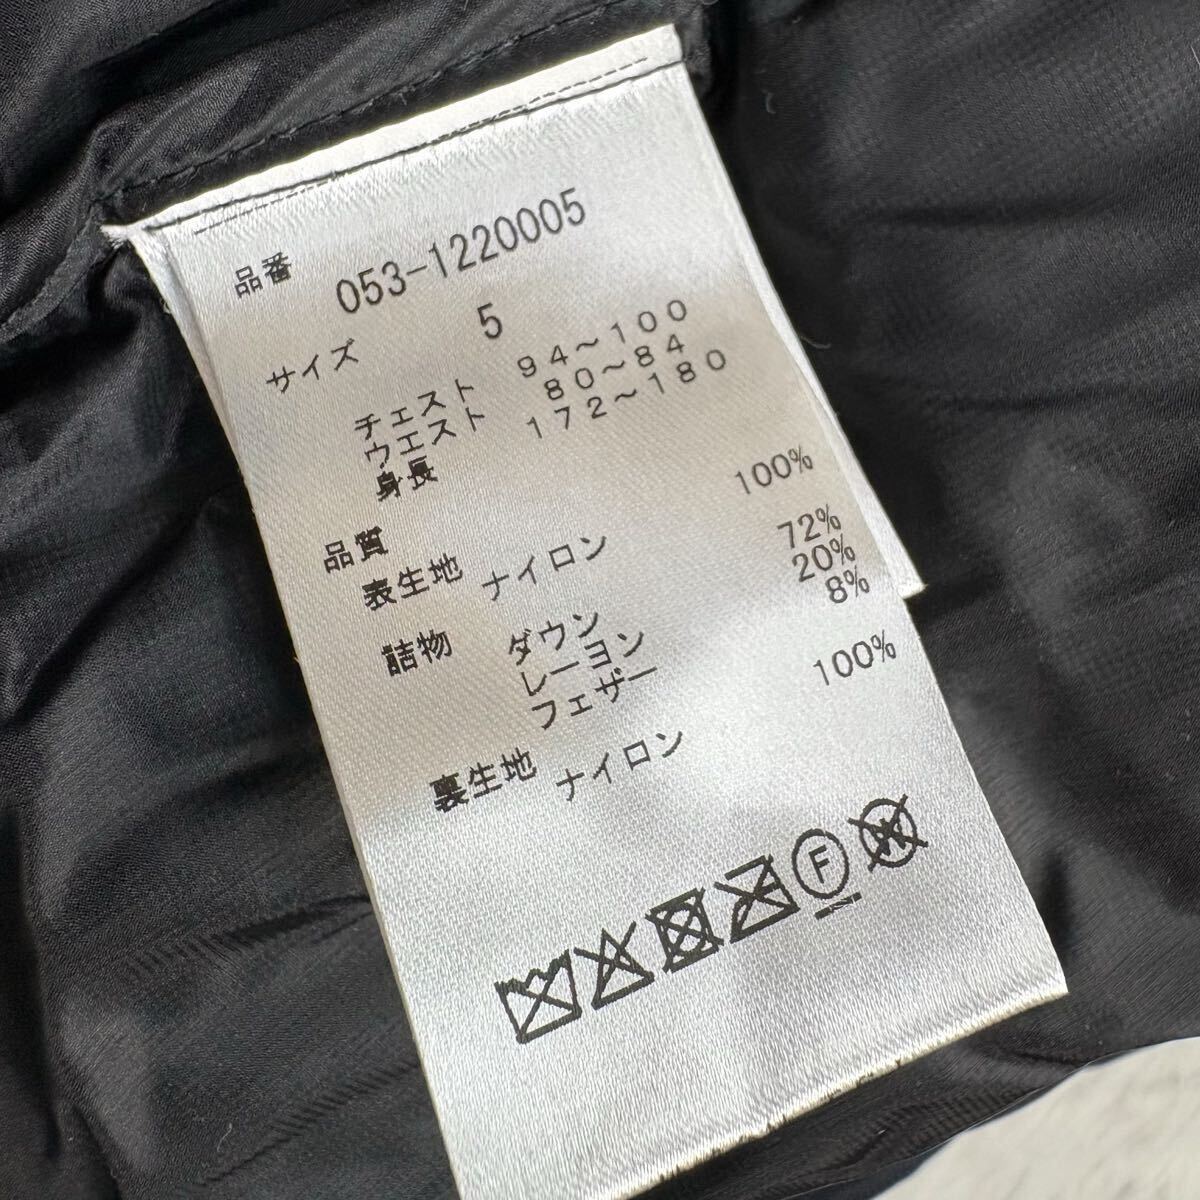 品番 053-1220005
サイズ 5
チェスト 94～100
ウエスト 80～84
身長 172～180
品質
表生地 ナイロン 100%
詰物 ダウン 72%
レーヨン 20%
フェザー 8%
裏生地 ナイロン 100%
F
W